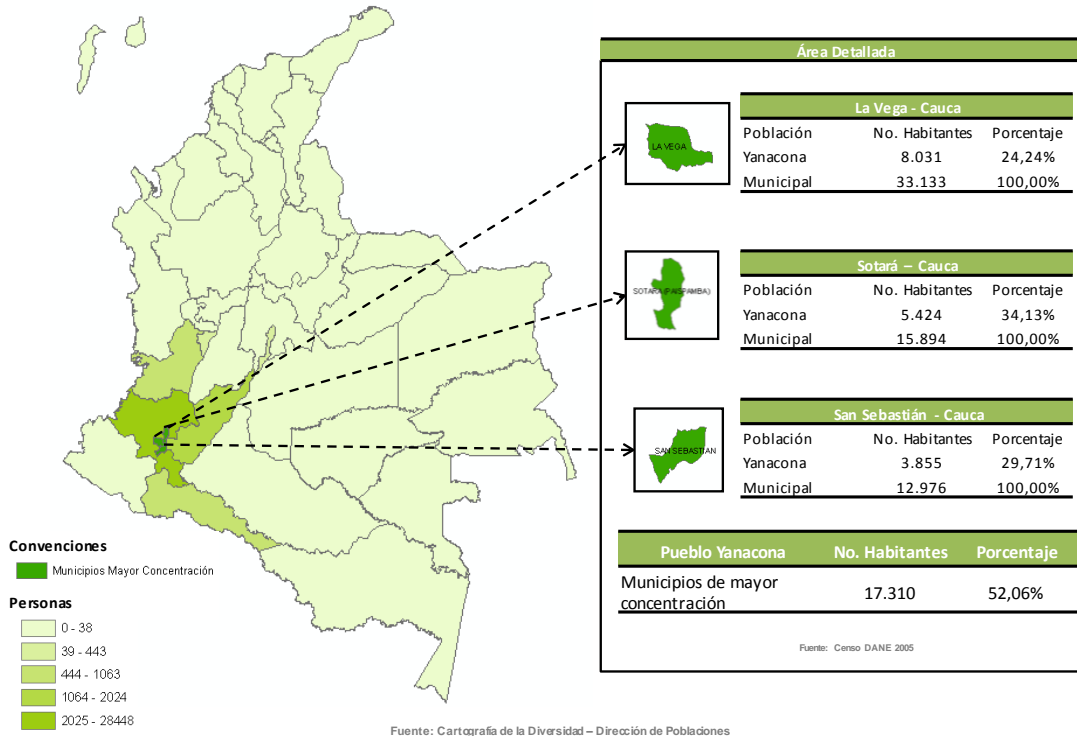 Área Detallada
La Vega - Cauca
LA VEGA
Población No. Habitantes Porcentaje
Yanacona 8.031 24,24%
Municipal 33.133 100,00%
Sotará – Cauca
SOTARA (PAISPAMBA)
Población No. Habitantes Porcentaje
Yanacona 5.424 34,13%
Municipal 15.894 100,00%
San Sebastián - Cauca
SAN SEBASTIAN
Población No. Habitantes Porcentaje
Yanacona 3.855 29,71%
Municipal 12.976 100,00%
Pueblo Yanacona No. Habitantes Porcentaje
Municipios de mayor
concentración 17.310 52,06%
Fuente: Censo DANE 2005
Convenciones
Municipios Mayor Concentración
Personas
0 - 38
39 - 443
444 - 1063
1064 - 2024
2025 - 28448
Fuente: Cartografía de la Diversidad – Dirección de Poblaciones